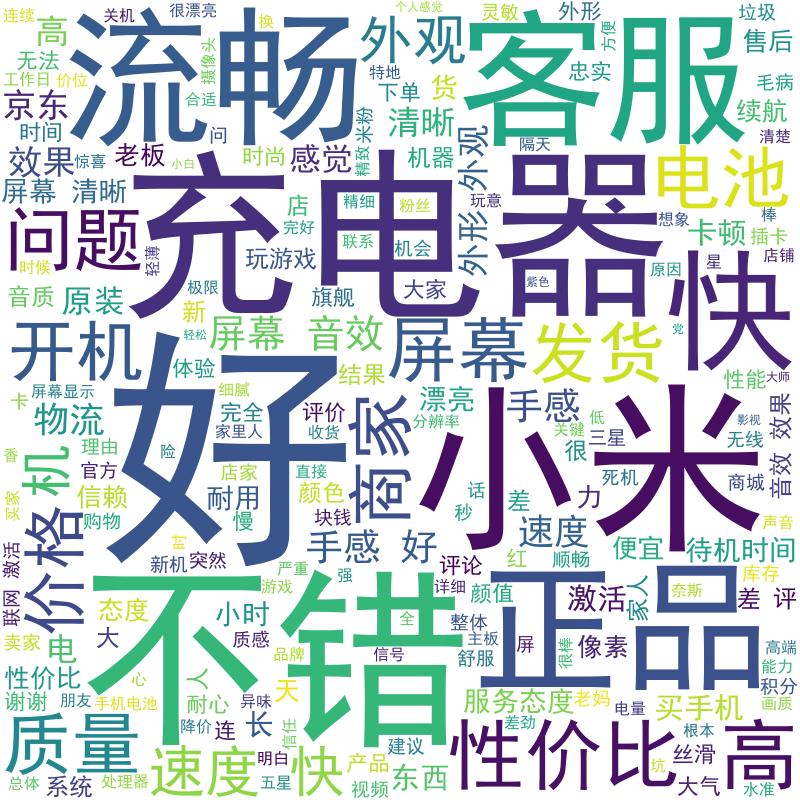 连续
关机
很漂亮
流畅
换
个人感觉
灵敏
外形
垃圾
高
外观
客服
方便
售后
无法
摄像头
特地
忠实
毛病
工作日
价位
下单
货
续航
京东
合适
清晰
清楚
时间
问
米粉
隔天
效果
惊喜
老板
小白
时尚
感觉
精致
机器
外形 外观
电池
屏幕 清晰
充电器
店
精细
粉丝
玩意
想象
棒
问题
完好
联系
机会
卡顿
插卡
时候
轻薄
玩游戏
原因
星
店铺
音质
原装
极限
旗舰
大家
紫色
快
新
轻松
党
开机
屏幕 音效
屏幕
发货
体验
结果
性能
大师
卡
屏幕显示
好
细腻
漂亮
手感
低
影视
物流
完全
评价
商家
分辨率
小米
关键
三星
无线
音效 效果
机
理由
险
家里人
收货
很
香
官方
店家
直接
死机
商城
买家
价格
信赖
耐用
颜色
话
差
力
购物
慢
块钱
秒
速度
声音
联网
激活
时
新机
突然
手感 好
评论
红
顺畅
便宜
待机时间
不错
严重
游戏
强
详细
正品
激活
家人
奈斯
库存
差 评
态度
小时
颜值
卖家
电
大
质感
品牌
全
整体
主板
屏
很棒
像素
高端
信号
舒服
能力
性价比
人
天
服务态度
老妈
积分
谢谢
朋友
心
手机电池
耐心
异味
买手机
画质
质量
降价
连
长
信任
建议
差劲
电量
根本
丝滑
高
速度 快
明白
产品
性价比
坑
总体
系统
处理器
五星
视频
东西
大气
水准